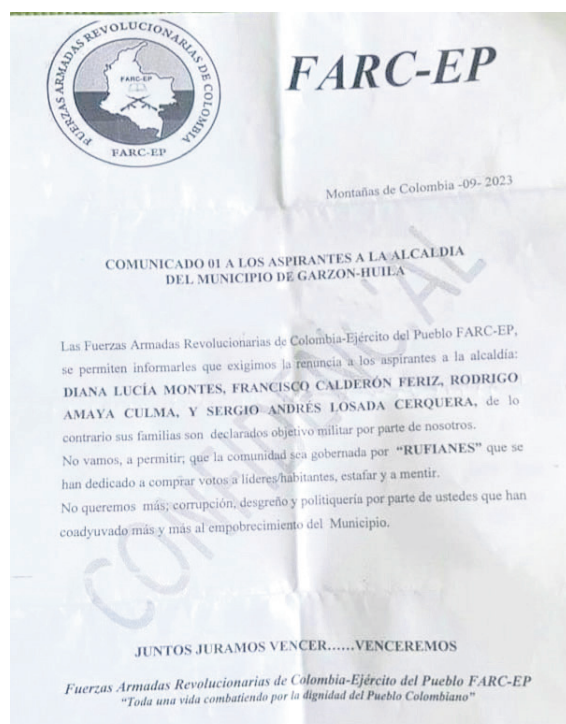 FUERZAS ARMADAS REVOLUCIONARIAS DE COLOMBIA
FARC-EP
FARC-EP
FARC-EP
Montañas de Colombia -09- 2023
COMUNICADO 01 A LOS ASPIRANTES A LA ALCALDIA
DEL MUNICIPIO DE GARZON-HUILA
Las Fuerzas Armadas Revolucionarias de Colombia-Ejército del Pueblo FARC-EP,
se permiten informarles que exigimos la renuncia a los aspirantes a la alcaldía:
DIANA LUCÍA MONTES, FRANCISCO CALDERÓN FERIZ, RODRIGO
AMAYA CULMA, Y SERGIO ANDRÉS LOSADA CERQUERA, de lo
contrario sus familias son declarados objetivo militar por parte de nosotros.
No vamos, a permitir; que la comunidad sea gobernada por “RUFIANES” que se
han dedicado a comprar votos a líderes/habitantes, estafar y a mentir.
No queremos más; corrupción, desgreño y politiquería por parte de ustedes que han
coadyuvado más y más al empobrecimiento del Municipio.
CONFIDENCIAL
JUNTOS JURAMOS VENCER......VENCEREMOS
Fuerzas Armadas Revolucionarias de Colombia-Ejército del Pueblo FARC-EP
“Toda una vida combatiendo por la dignidad del Pueblo Colombiano”